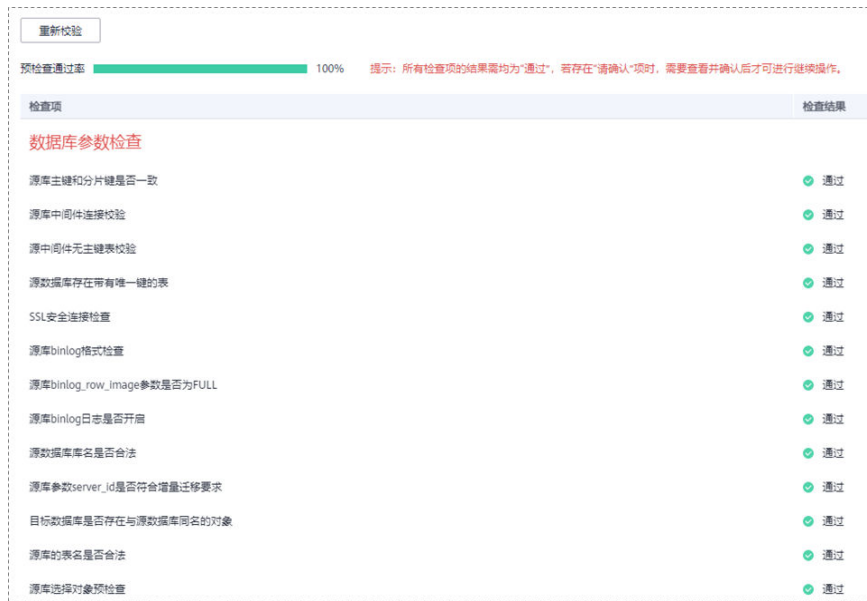 重新校验
预检查通过率 100% 提示：所有检查项的结果需均为"通过"，若存在"请确认"项时，需要查看并确认后才可进行继续操作。
检查项 检查结果
数据库参数检查
源库主键和分片键是否一致 通过
源库中间件连接校验 通过
源中间件无主键表校验 通过
源数据库存在带有唯一键的表 通过
SSL安全连接检查 通过
源库binlog格式检查 通过
源库binlog_row_image参数是否为FULL 通过
源库binlog日志是否开启 通过
源数据库库名是否合法 通过
源库参数server_id是否符合增量迁移要求 通过
目标数据库是否存在与源数据库同名的对象 通过
源库的表名是否合法 通过
源库选择对象预检查 通过